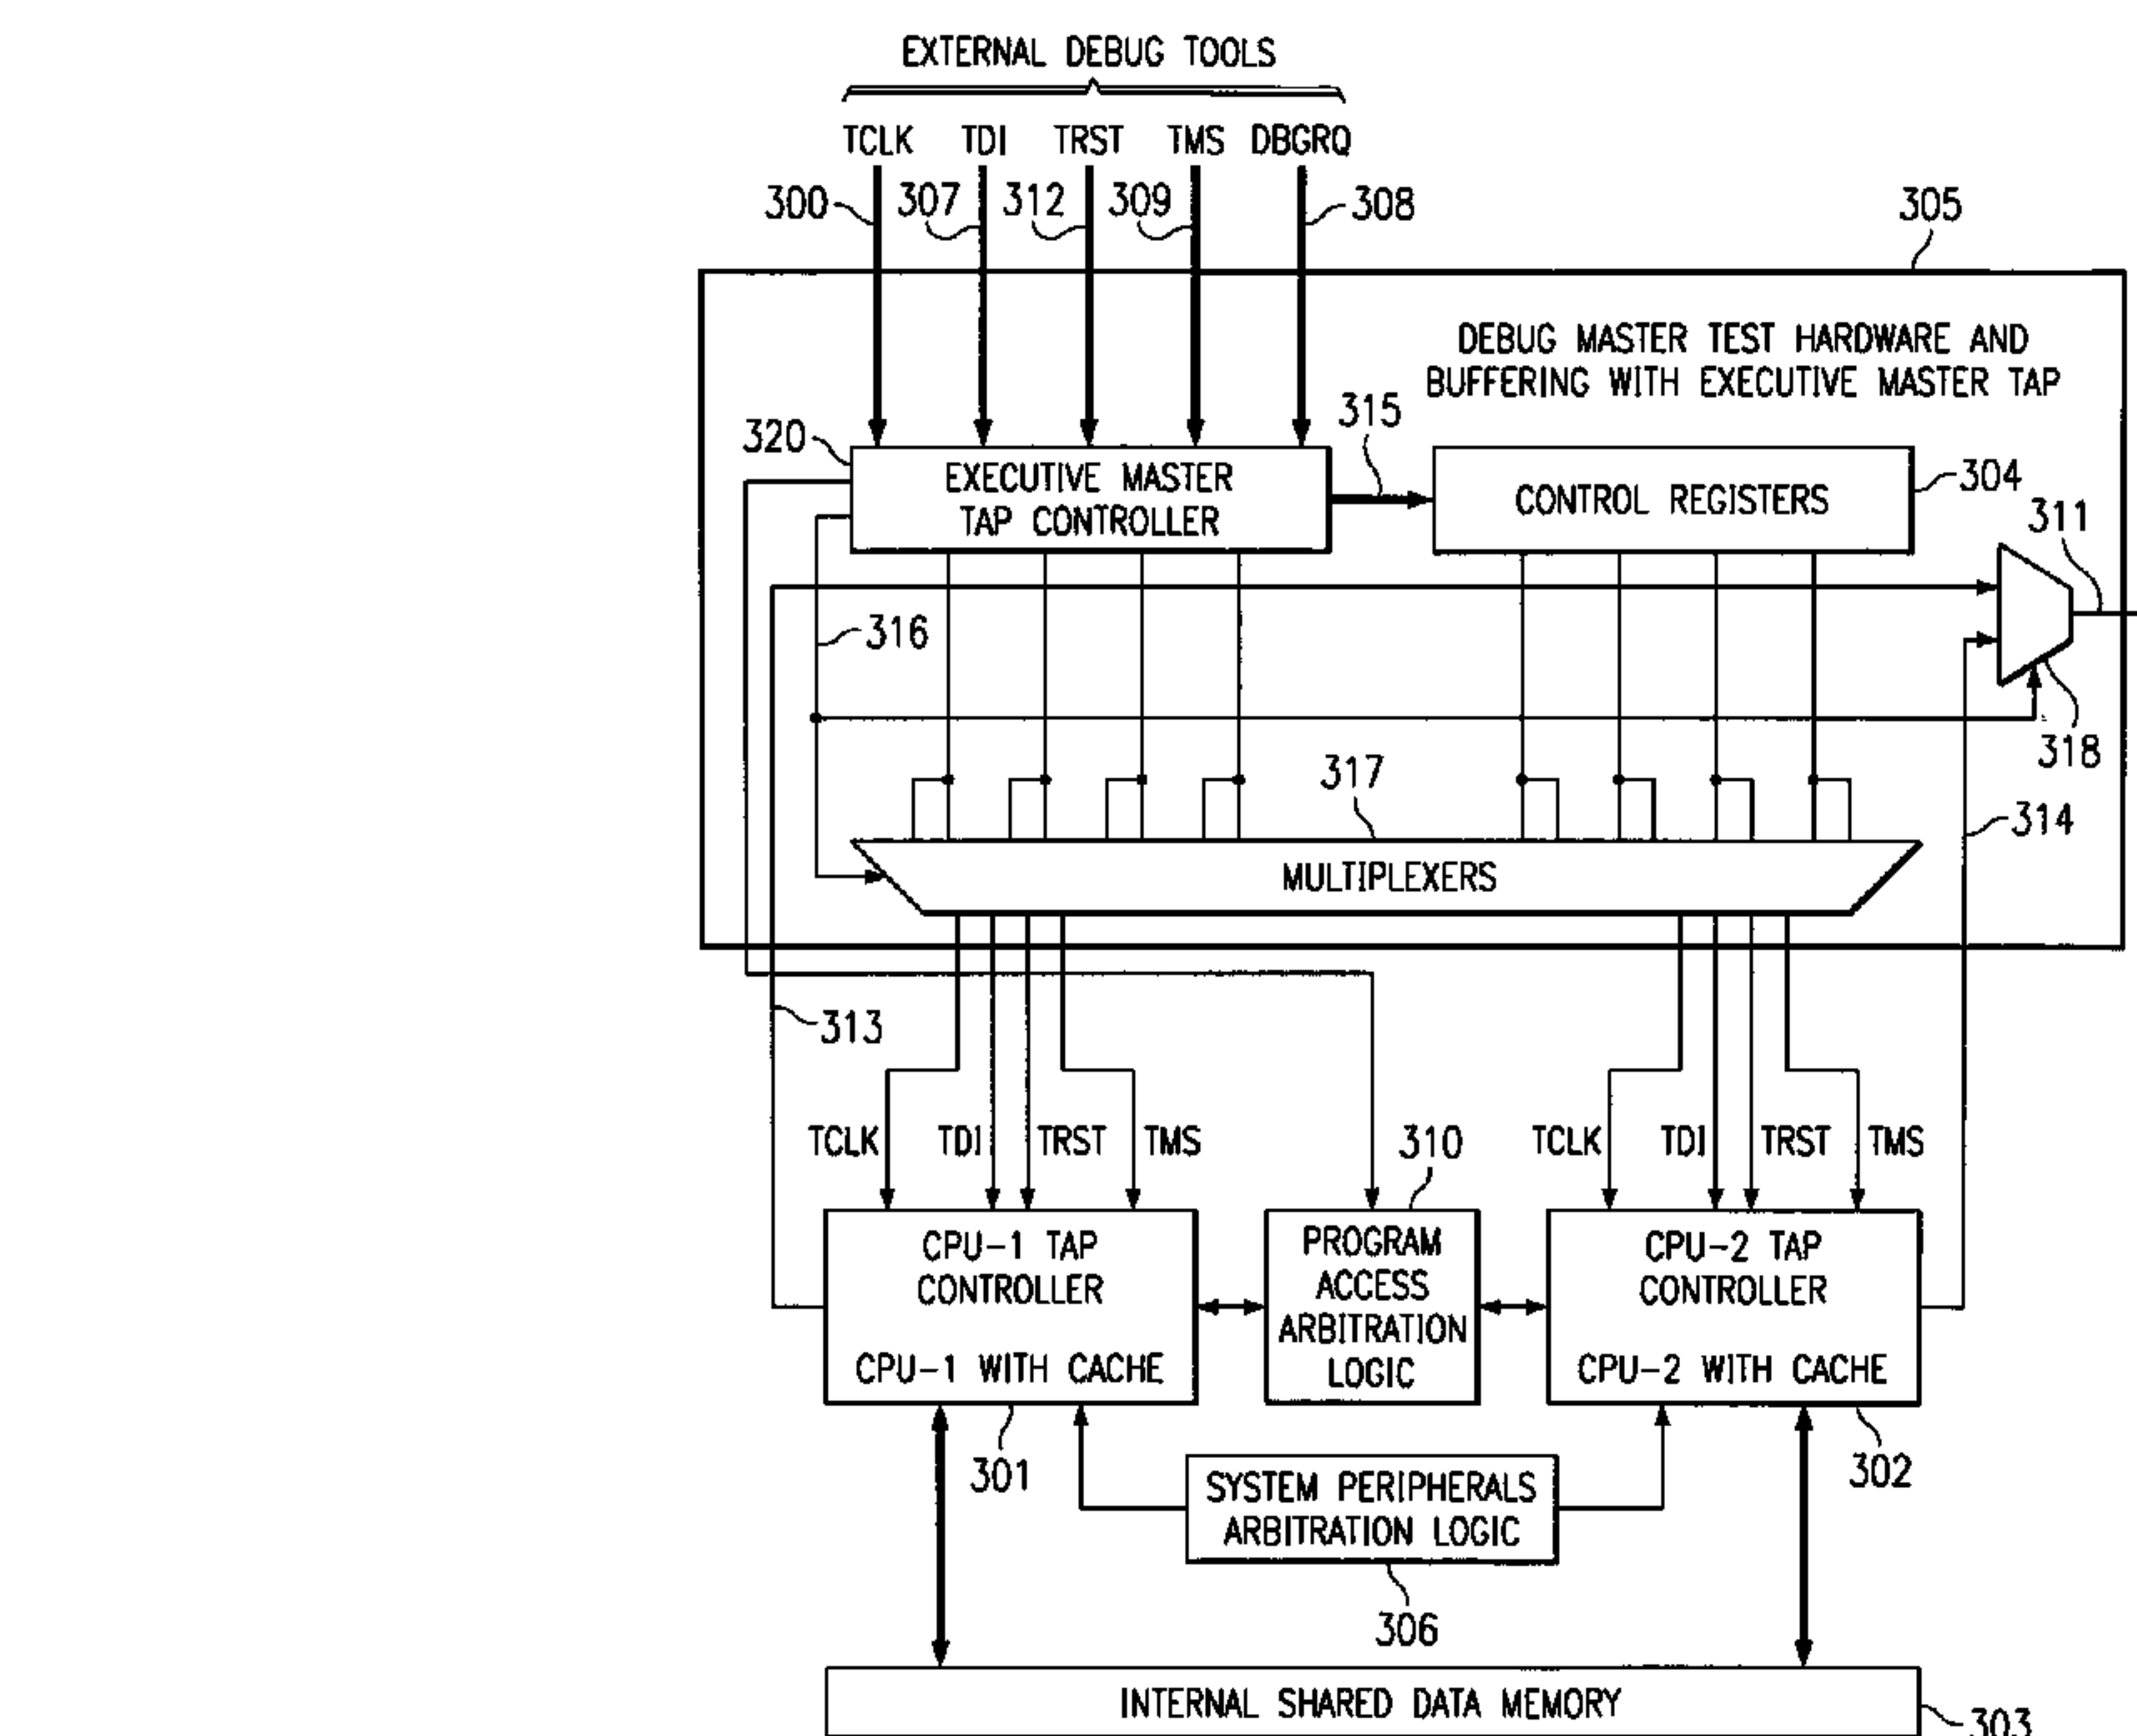 EXTERNAL DEBUG TOOLS
TCLK TDI TRST TMS DBGRQ
300 307 312 309 308
305
DEBUG MASTER TEST HARDWARE AND
BUFFERING WITH EXECUTIVE MASTER TAP
315
320
EXECUTIVE MASTER
TAP CONTROLLER
CONTROL REGISTERS
304
311
316
318
317
314
MULTIPLEXERS
313
TCLK TDI TRST TMS
310
TCLK TDI TRST TMS
CPU-1 TAP
CONTROLLER
CPU-1 WITH CACHE
PROGRAM
ACCESS
ARBITRATION
LOGIC
CPU-2 TAP
CONTROLLER
CPU-2 WITH CACHE
301
302
SYSTEM PERIPHERALS
ARBITRATION LOGIC
306
INTERNAL SHARED DATA MEMORY
303